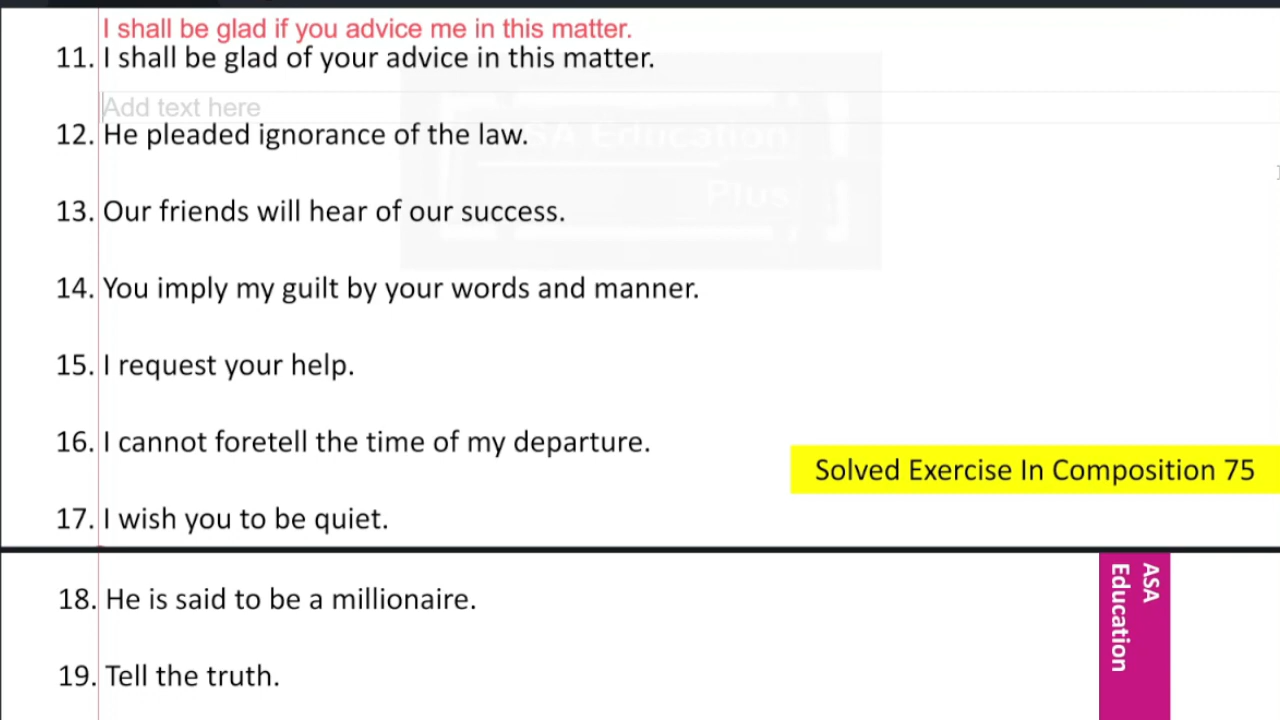 I shall be glad if you advice me in this matter.
11. I shall be glad of your advice in this matter.
Add text here
12. He pleaded ignorance of the law.
ASA Education
Plus
13. Our friends will hear of our success.
14. You imply my guilt by your words and manner.
15. I request your help.
16. I cannot foretell the time of my departure.
Solved Exercise In Composition 75
17. I wish you to be quiet.
18. He is said to be a millionaire.
19. Tell the truth.
ASA
Education